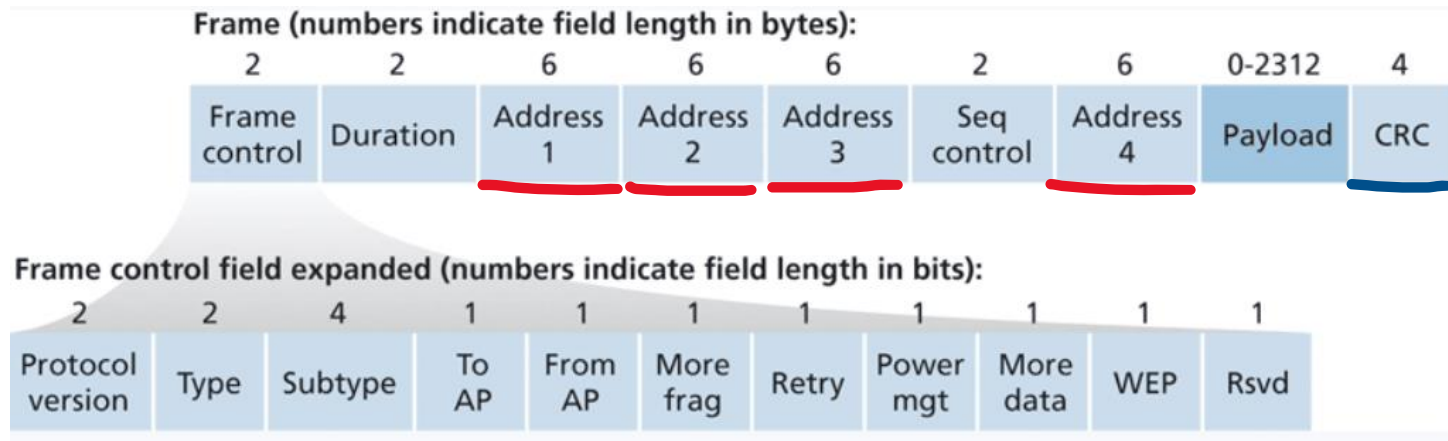 Frame (numbers indicate field length in bytes):
2 2 6 6 6 2 6 0-2312 4
Frame control Duration Address 1 Address 2 Address 3 Seq control Address 4 Payload CRC
Frame control field expanded (numbers indicate field length in bits):
2 2 4 1 1 1 1 1 1 1 1
Protocol version Type Subtype To AP From AP More frag Retry Power mgt More data WEP Rsvd